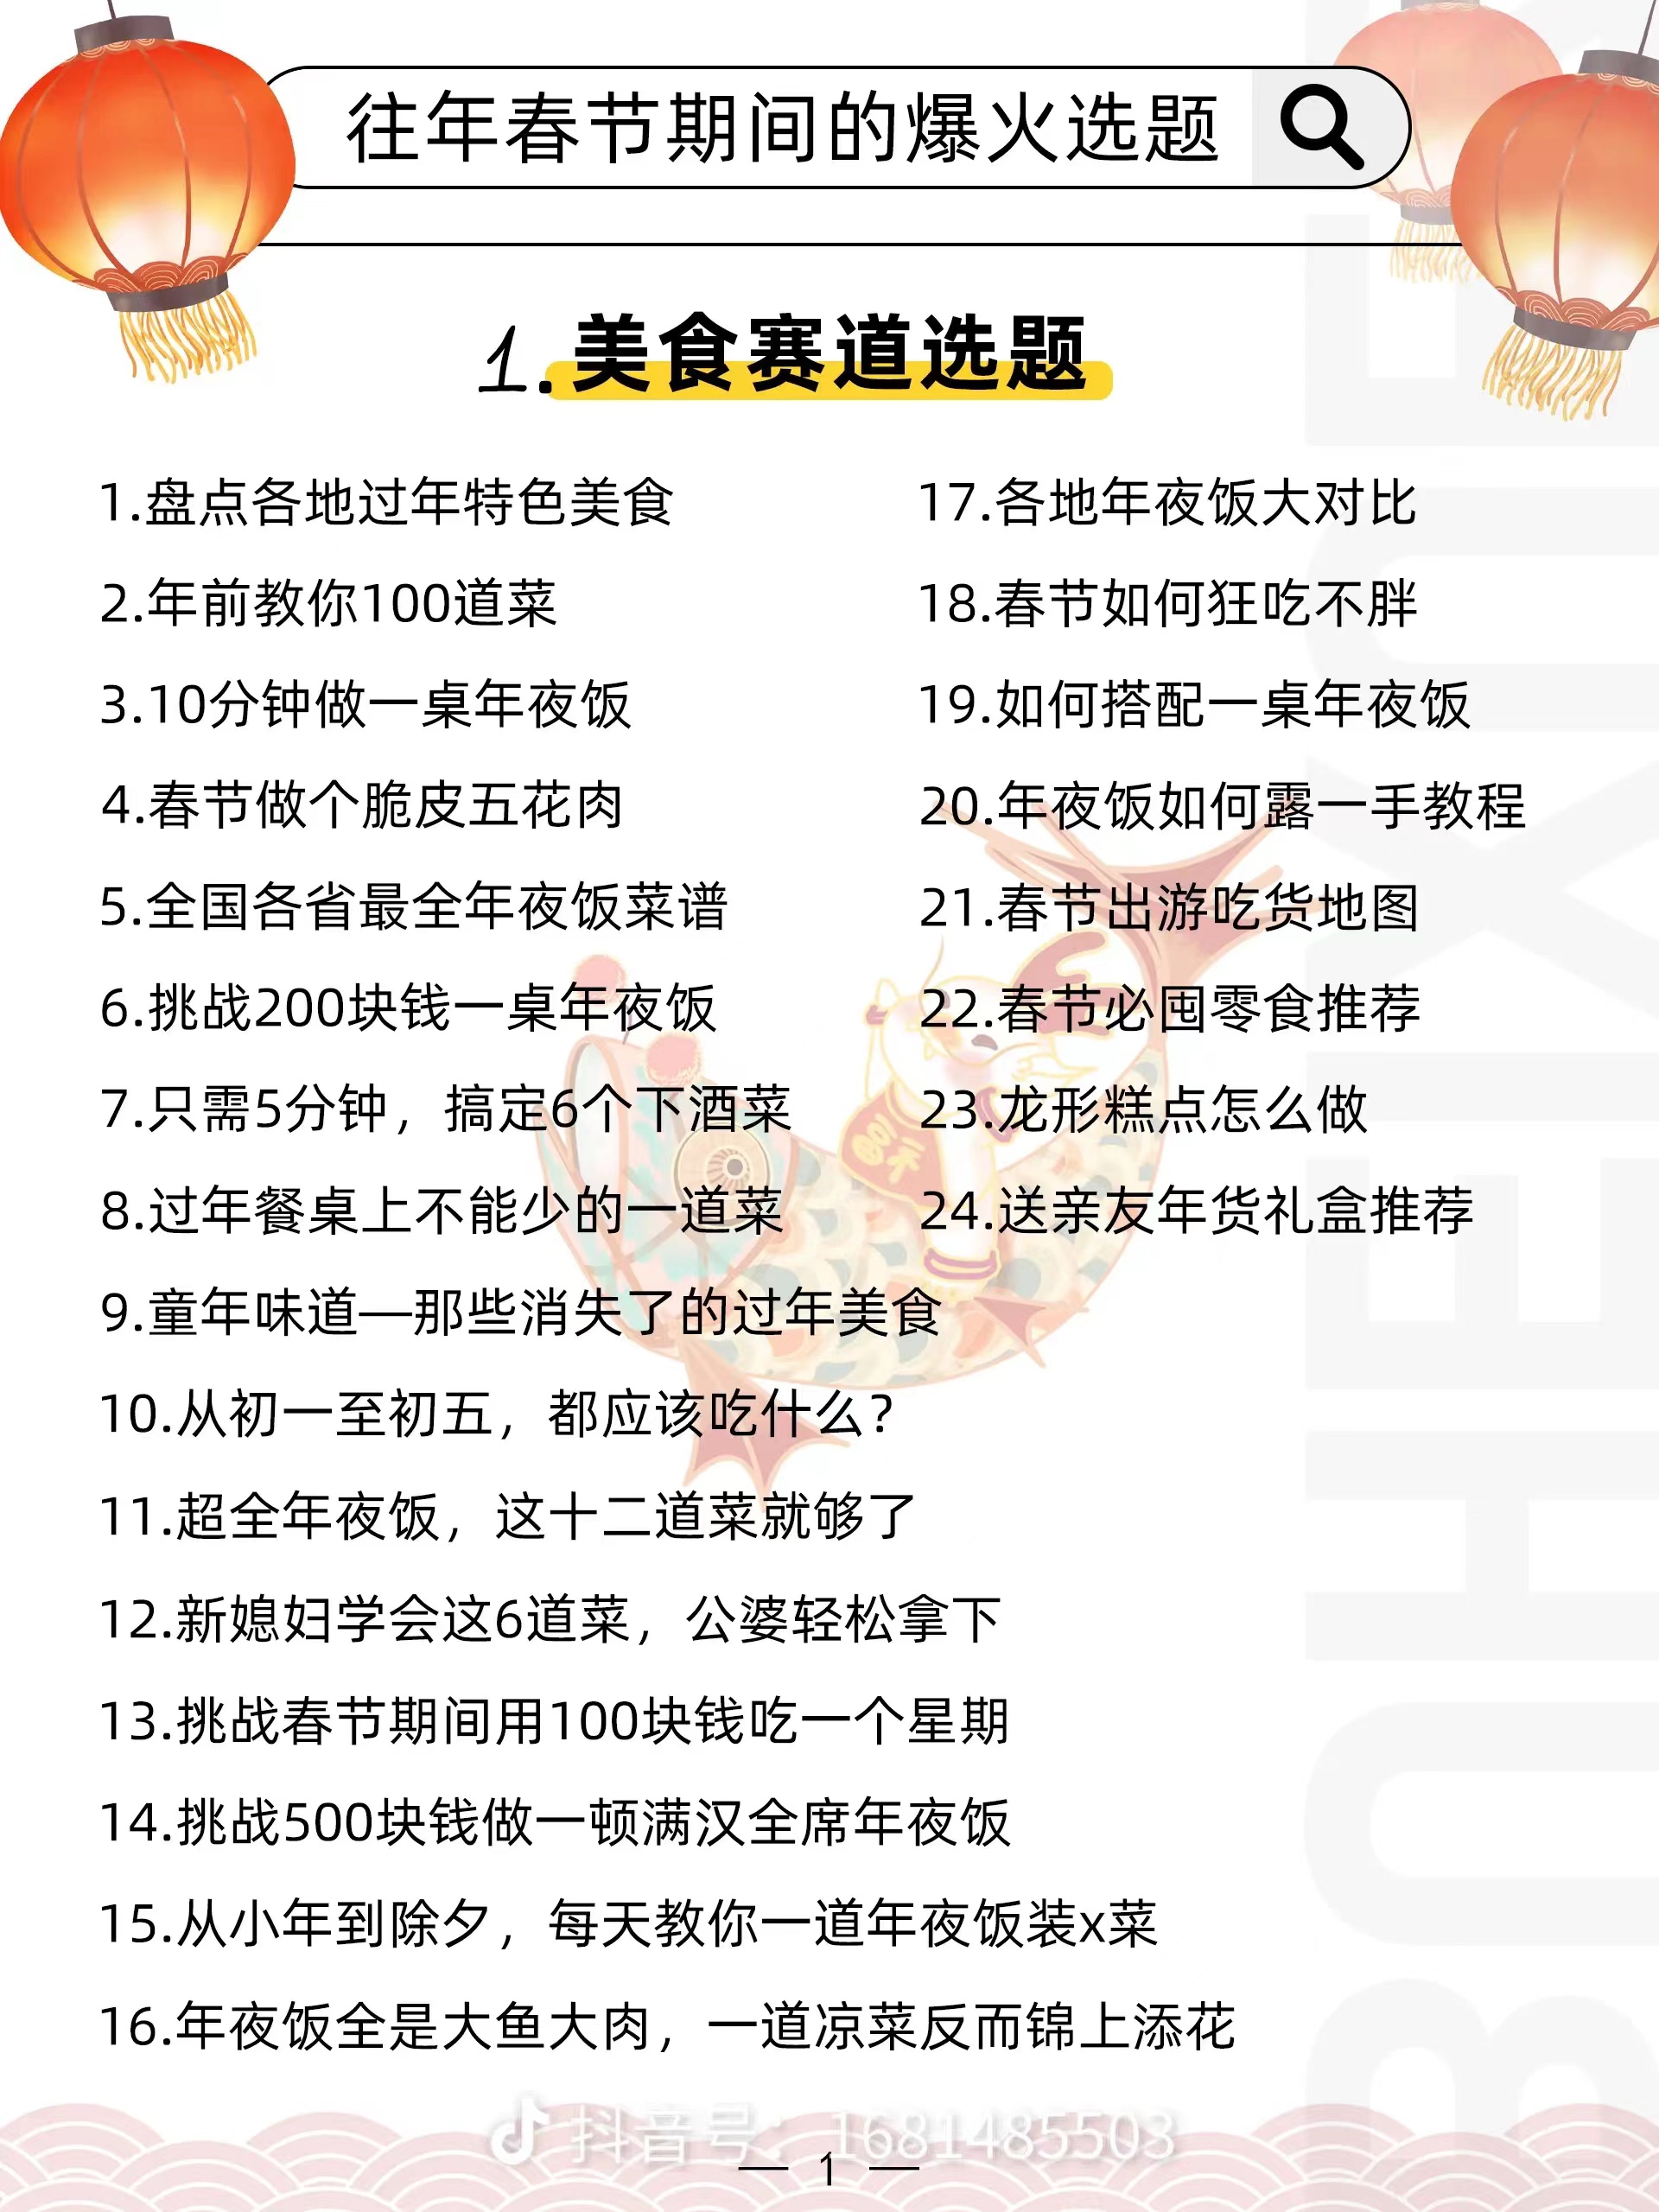 往年春节期间的爆火选题
1.美食赛道选题
1.盘点各地过年特色美食
2.年前教你100道菜
3.10分钟做一桌年夜饭
4.春节做个脆皮五花肉
5.全国各省最全年夜饭菜谱
6.挑战200块钱一桌年夜饭
7.只需5分钟，搞定6个下酒菜
8.过年餐桌上不能少的一道菜
9.童年味道—那些消失了的过年美食
10.从初一至初五，都应该吃什么？
11.超全年夜饭，这十二道菜就够了
12.新媳妇学会这6道菜，公婆轻松拿下
13.挑战春节期间用100块钱吃一个星期
14.挑战500块钱做一顿满汉全席年夜饭
15.从小年到除夕，每天教你一道年夜饭装x菜
16.年夜饭全是大鱼大肉，一道凉菜反而锦上添花
17.各地年夜饭大对比
18.春节如何狂吃不胖
19.如何搭配一桌年夜饭
20.年夜饭如何露一手教程
21.春节出游吃货地图
22.春节必囤零食推荐
23.龙形糕点怎么做
24.送亲友年货礼盒推荐
抖音号：1681485503
— 1 —